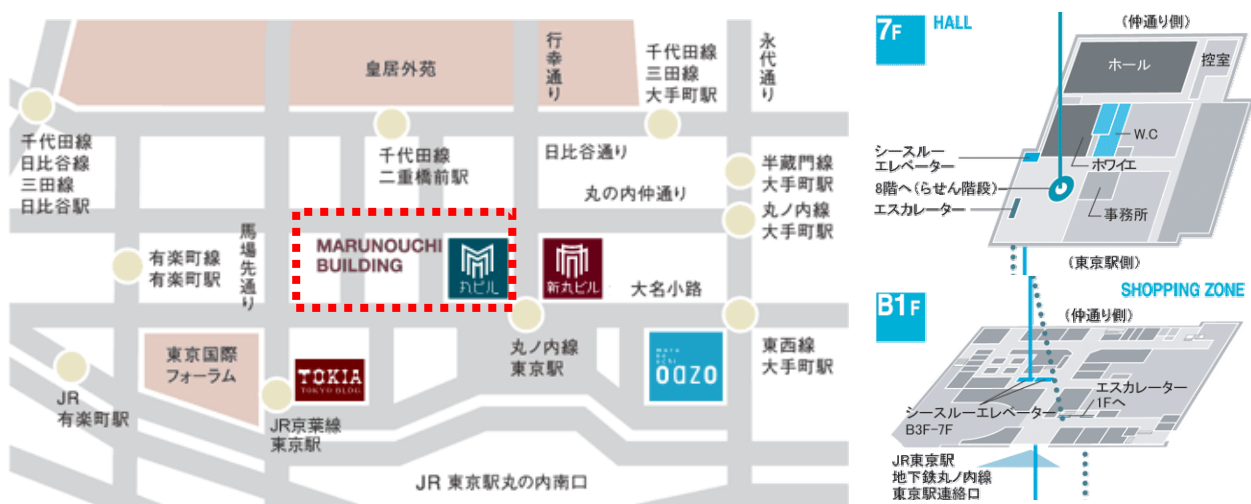 皇居外苑
行幸通り
千代田線
三田線
大手町駅
永代通り
千代田線
日比谷線
三田線
日比谷駅
千代田線
二重橋前駅
日比谷通り
半蔵門線
大手町駅
丸の内仲通り
丸ノ内線
大手町駅
有楽町線
有楽町駅
馬場先通り
MARUNOUCHI
BUILDING
丸ビル
新丸ビル
大名小路
東京国際
フォーラム
TOKIA
TOKYO BLDG.
丸ノ内線
東京駅
maru
no
u
chi
oazo
東西線
大手町駅
JR
有楽町駅
JR京葉線
東京駅
JR 東京駅丸の内南口
7F
HALL
(仲通り側)
ホール
控室
W.C
シースルー
エレベーター
ホワイエ
8階へ(らせん階段)
エスカレーター
事務所
(東京駅側)
B1F
SHOPPING ZONE
(仲通り側)
エスカレーター
1Fへ
シースルーエレベーター
B3F-7F
JR東京駅
地下鉄丸ノ内線
東京駅連絡口